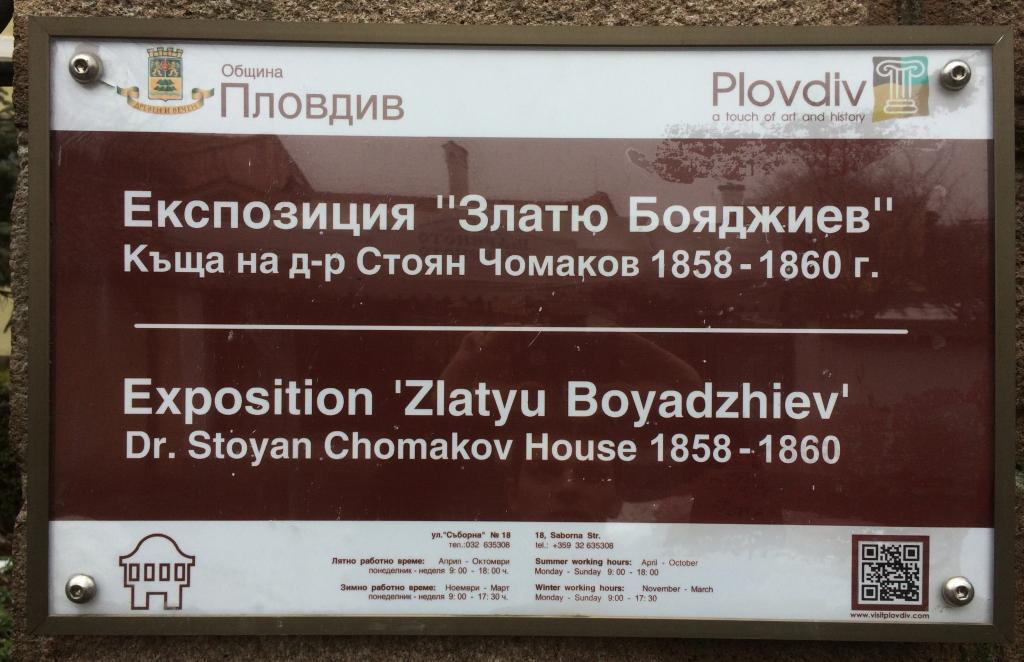 Община
Пловдив
ДРЕВЕН И ВЕЧЕН
Plovdiv
a touch of art and history
Експозиция "Златю Бояджиев"
Къща на д-р Стоян Чомаков 1858 - 1860 г.
Exposition 'Zlatyu Boyadzhiev'
Dr. Stoyan Chomakov House 1858 - 1860
ул."Съборна" № 18
тел.:032 635308
Лятно работно време: Април - Октомври
понеделник - неделя 9:00 - 18:00 ч.
Зимно работно време: Ноември - Март
понеделник - неделя 9:00 - 17:30 ч.
18, Saborna Str.
tel.: +359 32 635308
Summer working hours: April - October
Monday - Sunday 9:00 - 18:00
Winter working hours: November - March
Monday - Sunday 9:00 - 17:30
www.visitplovdiv.com